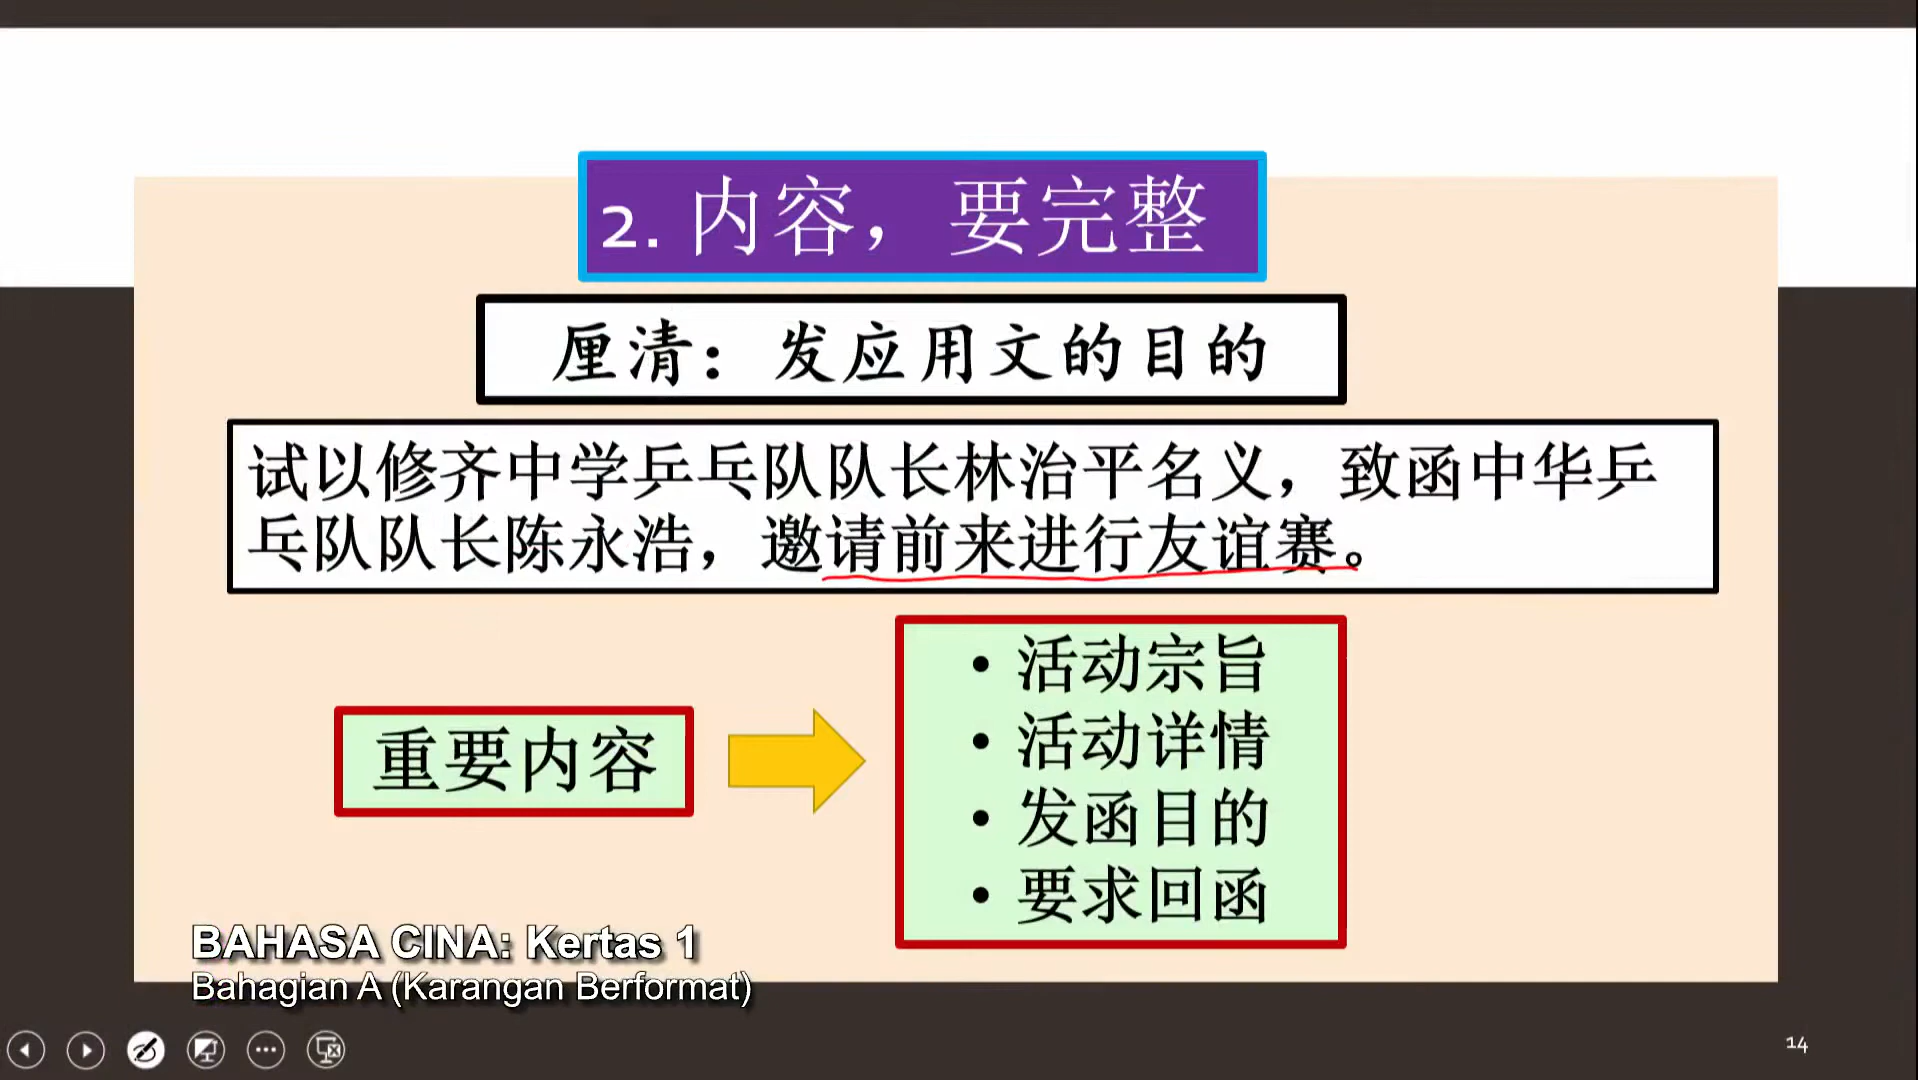 2. 内容，要完整
厘清：发应用文的目的
试以修齐中学乒乓队队长林治平名义，致函中华乒
乓队队长陈永浩，邀请前来进行友谊赛。
重要内容
• 活动宗旨
• 活动详情
• 发函目的
• 要求回函
BAHASA CINA: Kertas 1
Bahagian A (Karangan Berformat)
14